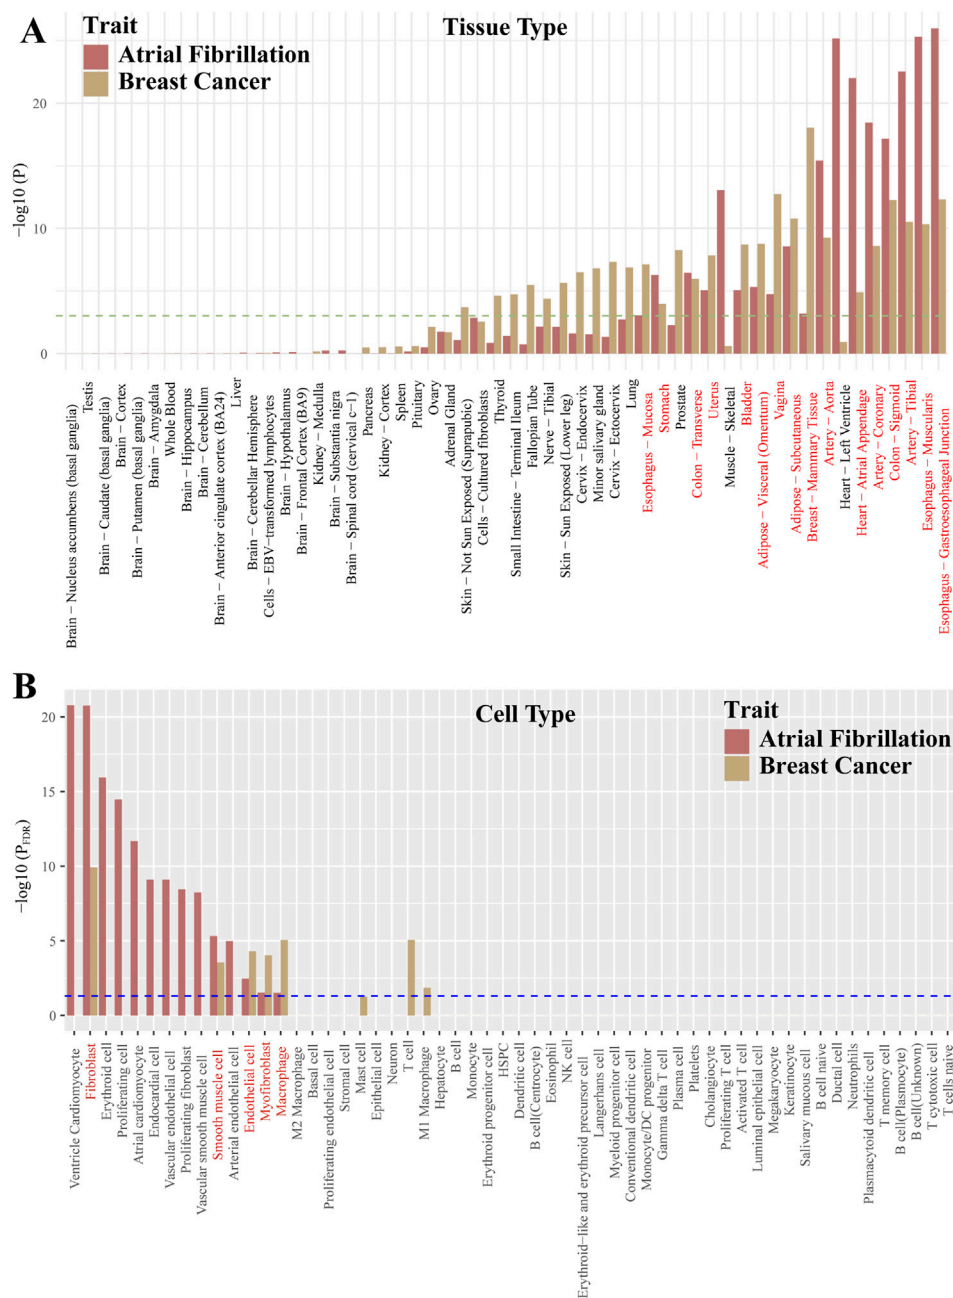 A
Trait
Atrial Fibrillation
Breast Cancer
Tissue Type
−log10 (P)
20
10
0
Brain − Nucleus accumbens (basal ganglia)
Testis
Brain − Caudate (basal ganglia)
Brain − Cortex
Brain − Putamen (basal ganglia)
Brain − Amygdala
Whole Blood
Brain − Hippocampus
Brain − Cerebellum
Brain − Anterior cingulate cortex (BA24)
Liver
Brain − Cerebellar Hemisphere
Cells − EBV−transformed lymphocytes
Brain − Hypothalamus
Brain − Frontal Cortex (BA9)
Kidney − Medulla
Brain − Substantia nigra
Brain − Spinal cord (cervical c−1)
Pancreas
Kidney − Cortex
Spleen
Pituitary
Ovary
Adrenal Gland
Skin − Not Sun Exposed (Suprapubic)
Cells − Cultured fibroblasts
Thyroid
Small Intestine − Terminal Ileum
Fallopian Tube
Nerve − Tibial
Skin − Sun Exposed (Lower leg)
Cervix − Endocervix
Minor salivary gland
Cervix − Ectocervix
Lung
Esophagus − Mucosa
Stomach
Prostate
Colon − Transverse
Uterus
Muscle − Skeletal
Bladder
Adipose − Visceral (Omentum)
Vagina
Adipose − Subcutaneous
Breast − Mammary Tissue
Artery − Aorta
Heart − Left Ventricle
Heart − Atrial Appendage
Artery − Coronary
Colon − Sigmoid
Artery − Tibial
Esophagus − Muscularis
Esophagus − Gastroesophageal Junction
B
Cell Type
Trait
Atrial Fibrillation
Breast Cancer
−log10 (PFDR)
20
15
10
5
0
Ventricle Cardiomyocyte
Fibroblast
Erythroid cell
Proliferating cell
Atrial cardiomyocyte
Endocardial cell
Vascular endothelial cell
Proliferating fibroblast
Vascular smooth muscle cell
Smooth muscle cell
Arterial endothelial cell
Endothelial cell
Myofibroblast
Macrophage
M2 Macrophage
Basal cell
Proliferating endothelial cell
Stromal cell
Mast cell
Epithelial cell
Neuron
T cell
M1 Macrophage
Hepatocyte
B cell
Monocyte
Erythroid progenitor cell
HSPC
Dendritic cell
B cell(Centrocyte)
Eosinophil
NK cell
Erythroid−like and erythroid precursor cell
Langerhans cell
Myeloid progenitor cell
Conventional dendritic cell
Monocyte/DC progenitor
Gamma delta T cell
Plasma cell
Platelets
Cholangiocyte
Proliferating T cell
Activated T cell
Luminal epithelial cell
Megakaryocyte
Keratinocyte
Salivary mucous cell
B cell naive
Ductal cell
Neutrophils
Plasmacytoid dendritic cell
T memory cell
B cell(Plasmocyte)
B cell(Unknown)
T cytotoxic cell
T cells naive